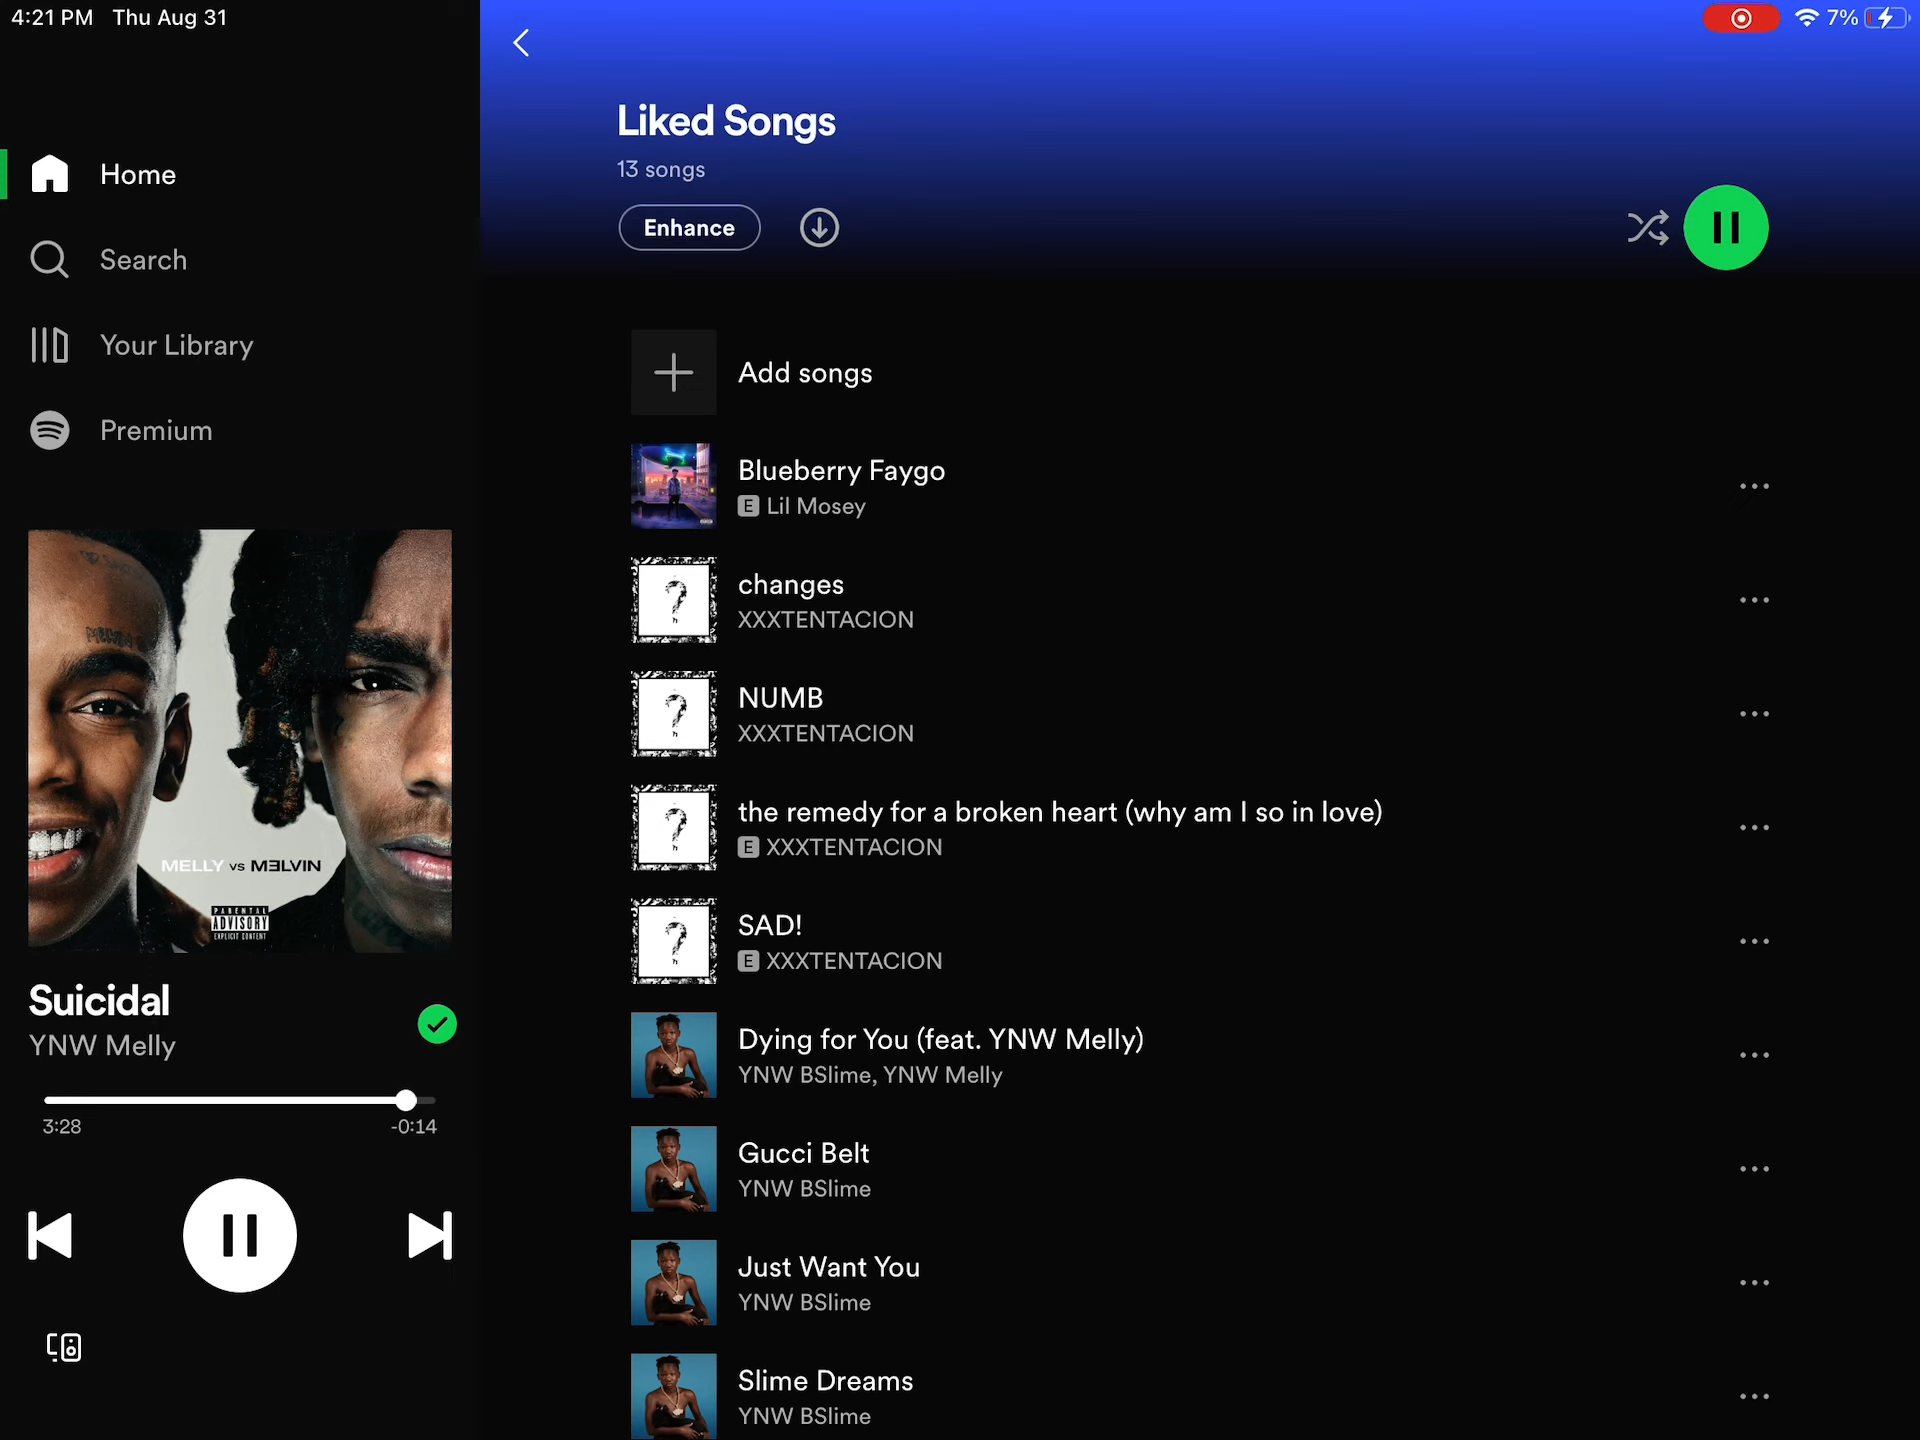 4:21 PM Thu Aug 31
7%
Home
Search
Your Library
Premium
MELLY vs MƎLVIN
PARENTAL
ADVISORY
EXPLICIT CONTENT
Suicidal
YNW Melly
3:28
-0:14
Liked Songs
13 songs
Enhance
Add songs
Blueberry Faygo
E Lil Mosey
?
changes
XXXTENTACION
?
NUMB
XXXTENTACION
?
the remedy for a broken heart (why am I so in love)
E XXXTENTACION
?
SAD!
E XXXTENTACION
Dying for You (feat. YNW Melly)
YNW BSlime, YNW Melly
Gucci Belt
YNW BSlime
Just Want You
YNW BSlime
Slime Dreams
YNW BSlime